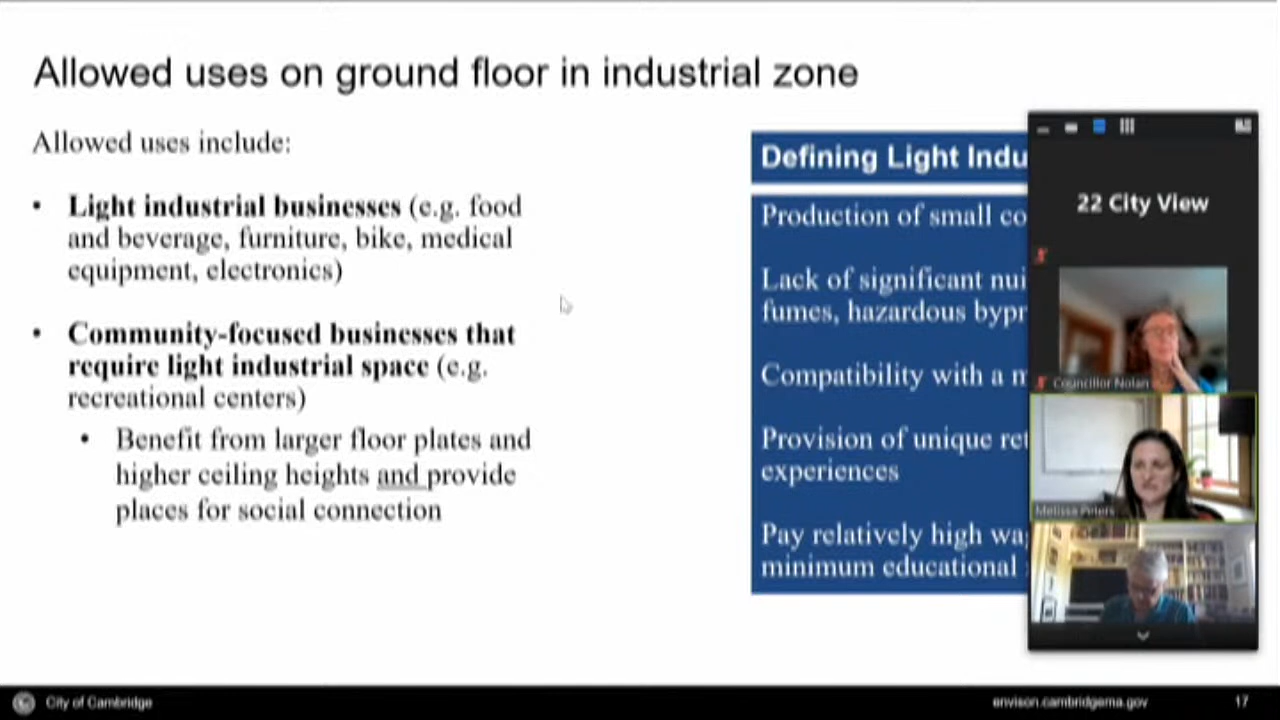 Allowed uses on ground floor in industrial zone
Allowed uses include:
• Light industrial businesses (e.g. food
and beverage, furniture, bike, medical
equipment, electronics)
• Community-focused businesses that
require light industrial space (e.g.
recreational centers)
• Benefit from larger floor plates and
higher ceiling heights and provide
places for social connection
Defining Light Indu
Production of small co
Lack of significant nui
fumes, hazardous bypr
Compatibility with a m
Provision of unique ret
experiences
Pay relatively high wa
minimum educational
22 City View
Councillor Nolan
Melissa Peters
City of Cambridge
envison.cambridgema.gov
17